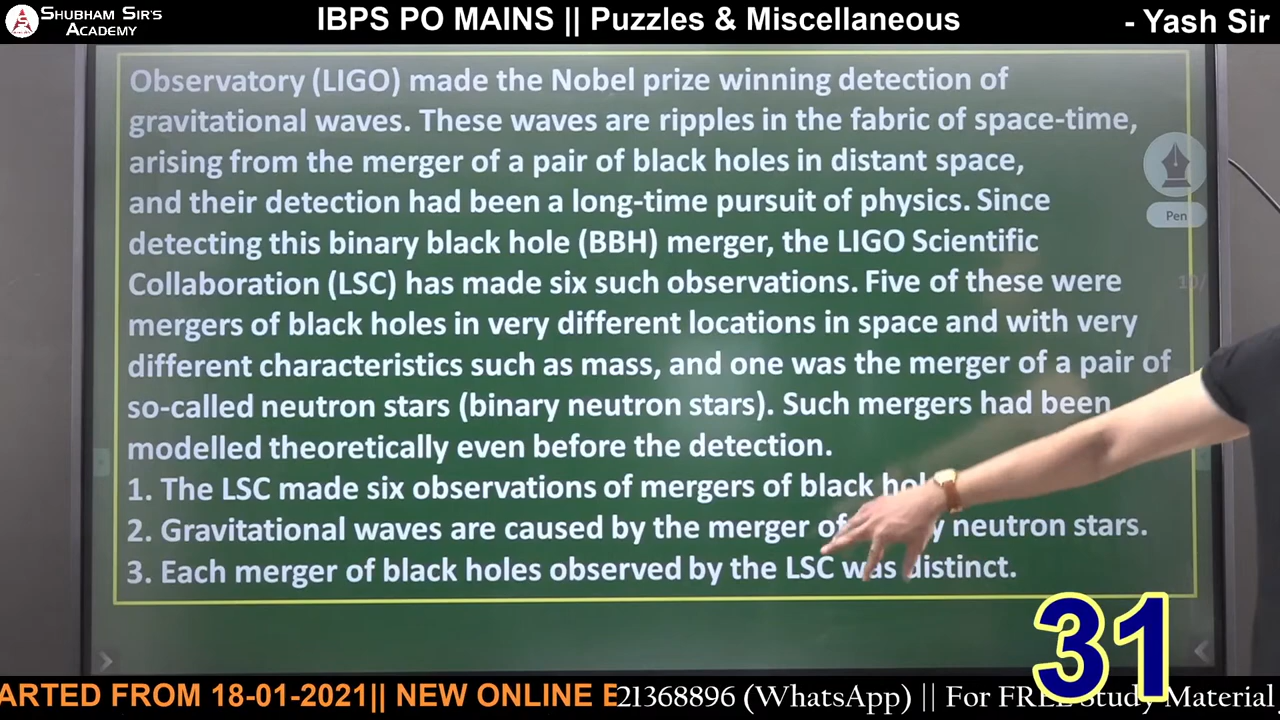 SHUBHAM SIR'S
ACADEMY
IBPS PO MAINS || Puzzles & Miscellaneous
- Yash Sir
Observatory (LIGO) made the Nobel prize winning detection of
gravitational waves. These waves are ripples in the fabric of space-time,
arising from the merger of a pair of black holes in distant space,
and their detection had been a long-time pursuit of physics. Since
detecting this binary black hole (BBH) merger, the LIGO Scientific
Collaboration (LSC) has made six such observations. Five of these were
mergers of black holes in very different locations in space and with very
different characteristics such as mass, and one was the merger of a pair of
so-called neutron stars (binary neutron stars). Such mergers had been
modelled theoretically even before the detection.
1. The LSC made six observations of mergers of black
2. Gravitational waves are caused by the merger of neutron stars.
3. Each merger of black holes observed by the LSC was distinct.
Pen
31
ARTED FROM 18-01-2021|| NEW ONLINE
21368896 (WhatsApp) || For FREE Study Material,